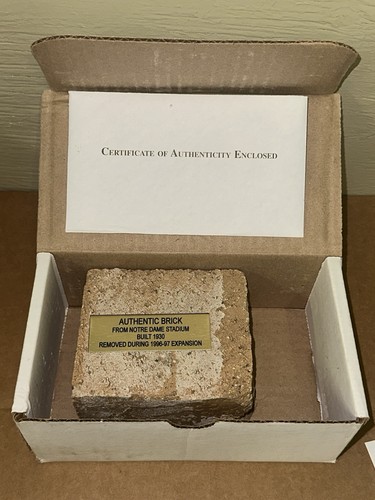 CERTIFICATE OF AUTHENTICITY ENCLOSED
AUTHENTIC BRICK
FROM NOTRE DAME STADIUM
BUILT 1930
REMOVED DURING 1996-97 EXPANSION